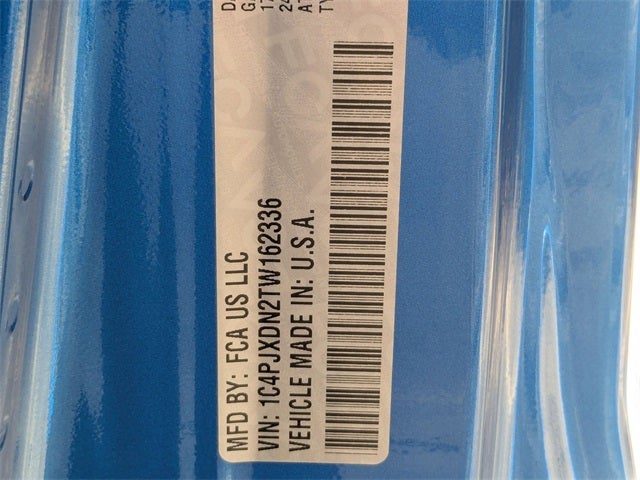 MFD BY: FCA US LLC
VIN: 1C4PJXDN2TW162336
VEHICLE MADE IN: U.S.A.